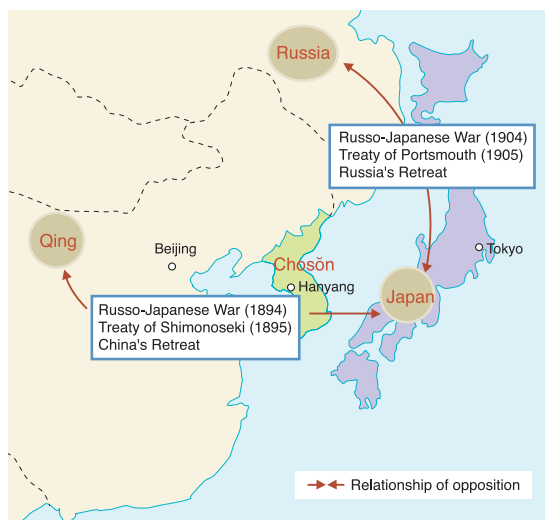 Russia
Russo-Japanese War (1904)
Treaty of Portsmouth (1905)
Russia's Retreat
Qing
Beijing
Tokyo
Chosŏn
Hanyang
Japan
Russo-Japanese War (1894)
Treaty of Shimonoseki (1895)
China's Retreat
Relationship of opposition